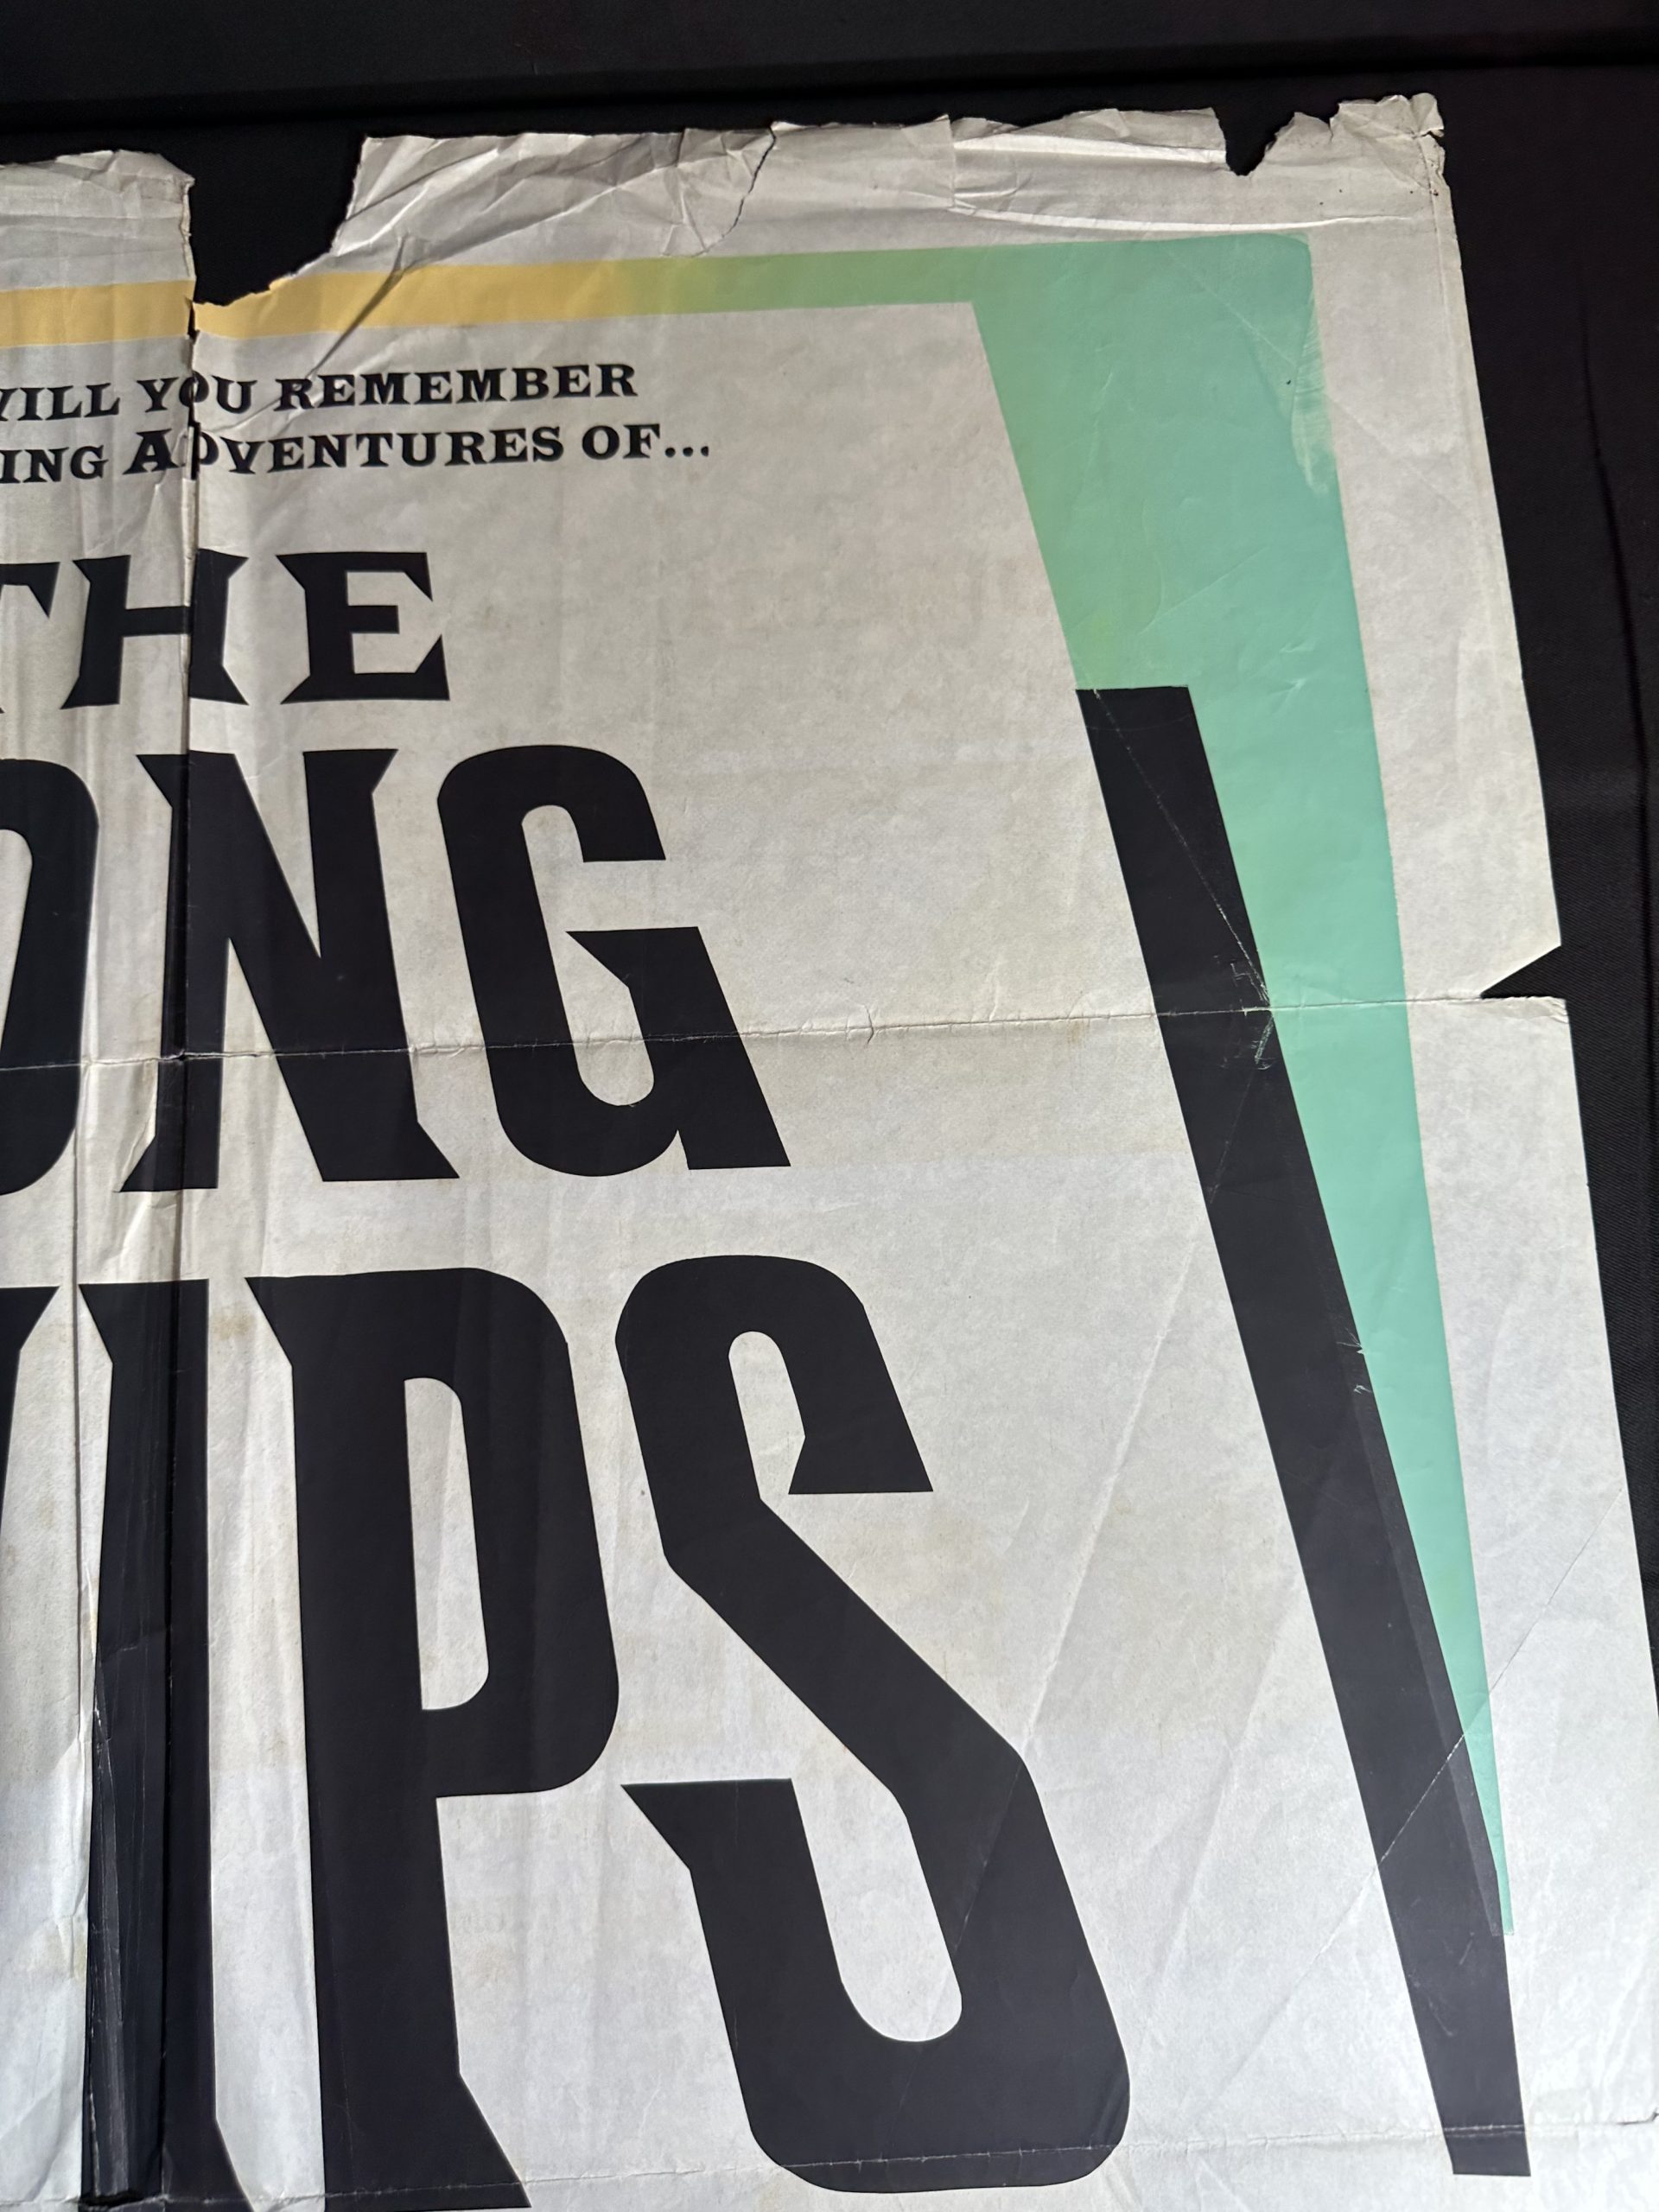 WILL YOU REMEMBER
ING ADVENTURES OF...
THE
ONG
IPS